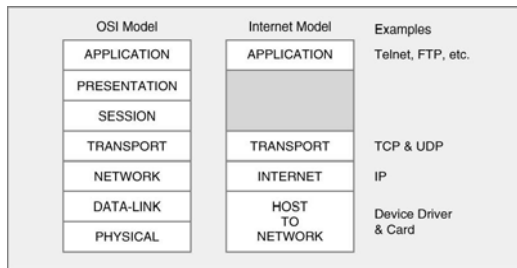 OSI Model Internet Model Examples
APPLICATION APPLICATION Telnet, FTP, etc.
PRESENTATION
SESSION
TRANSPORT TRANSPORT TCP & UDP
NETWORK INTERNET IP
DATA-LINK HOST
TO
NETWORK Device Driver
& Card
PHYSICAL